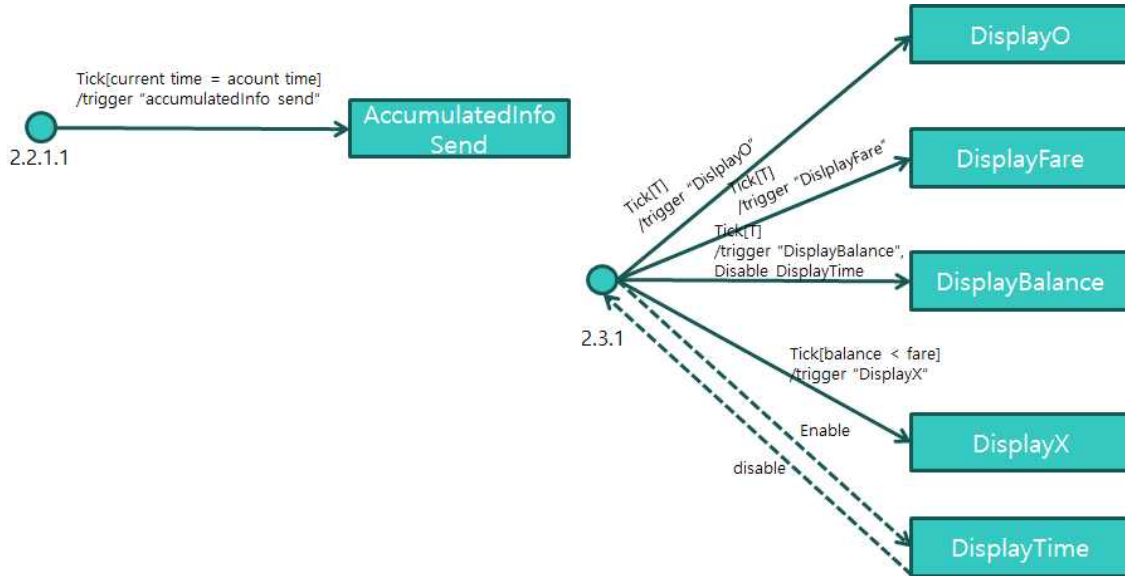 DisplayO
Tick[current time = acount time]
/trigger "accumulatedInfo send"
AccumulatedInfo
Send
2.2.1.1
DisplayFare
Tick[T]
/trigger "DislplayO"
Tick[T]
/trigger "DislplayFare"
Tick[T]
/trigger "DisplayBalance",
Disable DisplayTime
DisplayBalance
2.3.1
Tick[balance < fare]
/trigger "DisplayX"
Enable
DisplayX
disable
DisplayTime